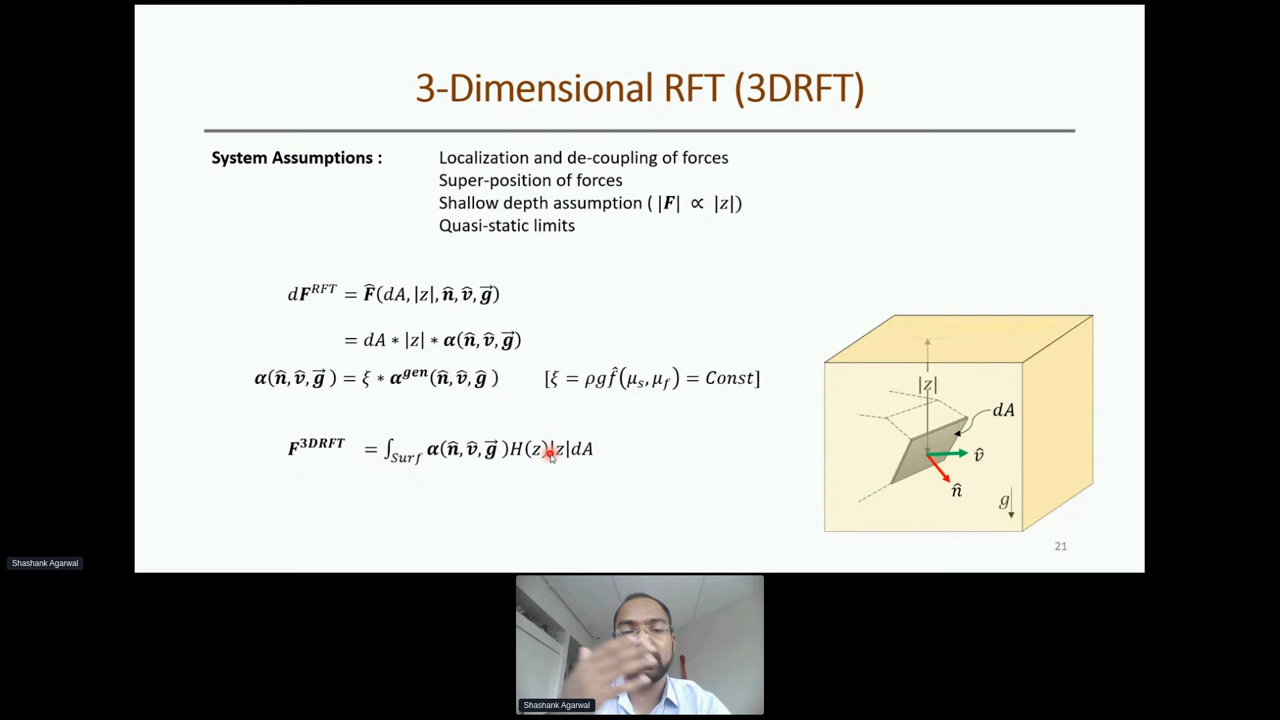 3-Dimensional RFT (3DRFT)
System Assumptions :
Localization and de-coupling of forces
Super-position of forces
Shallow depth assumption ( |F| ∝ |z|)
Quasi-static limits
dF^{RFT} = F̂(dA, |z|, n̂, v̂, g⃗)
= dA ∗ |z| ∗ α(n̂, v̂, g⃗)
α(n̂, v̂, g⃗) = ξ ∗ α^{gen}(n̂, v̂, ĝ) [ξ = ρgf̂(μ_s, μ_f) = Const]
F^{3DRFT} = ∫_{Surf} α(n̂, v̂, g⃗)H(z)|z|dA
|z|
dA
v̂
n̂
g
21
Shashank Agarwal
Shashank Agarwal